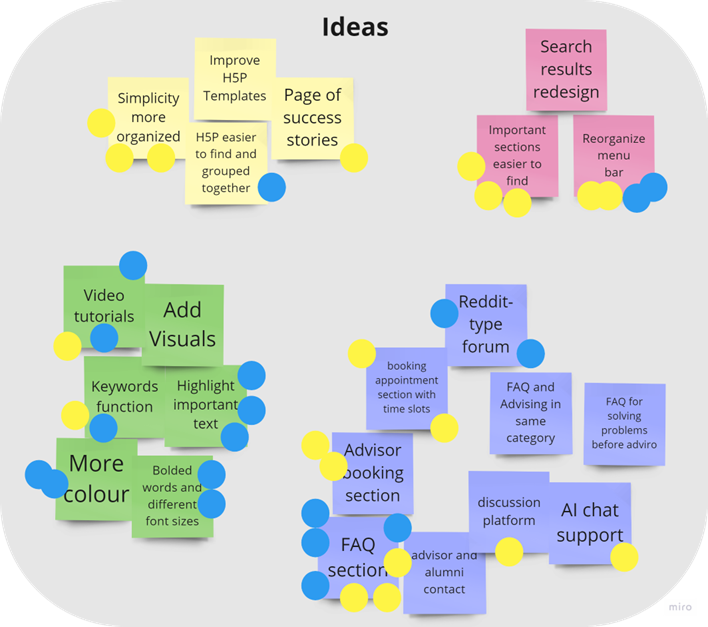 Ideas
Improve
H5P
Templates
Simplicity
more
organized
Page of
success
stories
H5P easier
to find and
grouped
together
Search
results
redesign
Important
sections
easier to
find
Reorganize
menu
bar
Video
tutorials
Add
Visuals
Keywords
function
Highlight
important
text
More
colour
Bolded
words and
different
font sizes
Reddit-
type
forum
booking
appointment
section with
time slots
FAQ and
Advising in
same
category
FAQ for
solving
problems
before adviro
Advisor
booking
section
discussion
platform
AI chat
support
FAQ
section
advisor and
alumni
contact
miro